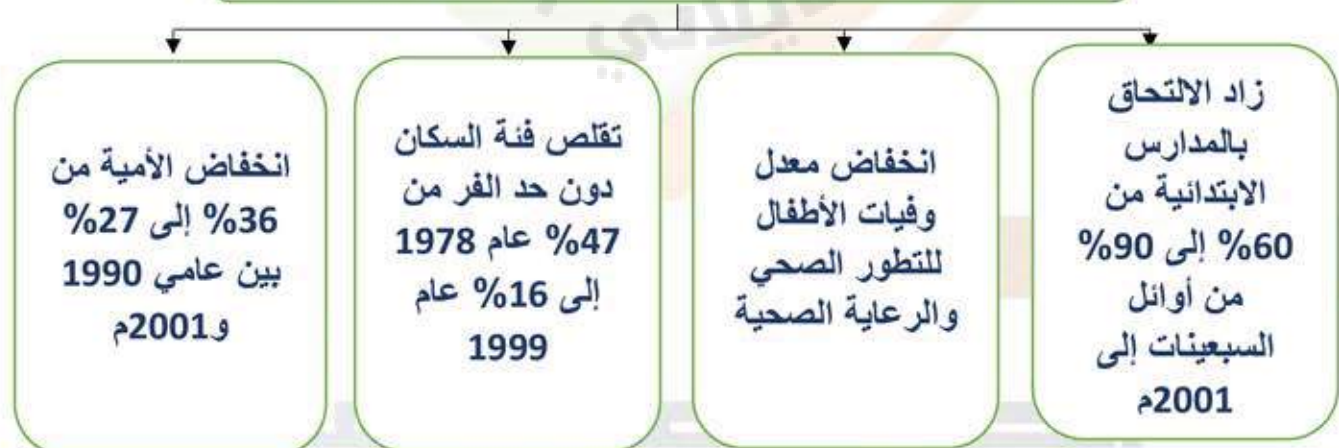 زاد الالتحاق
بالمدارس
الابتدائية من
60% إلى 90%
من أوائل
السبعينات إلى
2001م
انخفاض معدل
وفيات الأطفال
للتطور الصحي
والرعاية الصحية
تقلص فئة السكان
دون حد الفر من
47% عام 1978
إلى 16% عام
1999
انخفاض الأمية من
36% إلى 27%
بين عامي 1990
و2001م